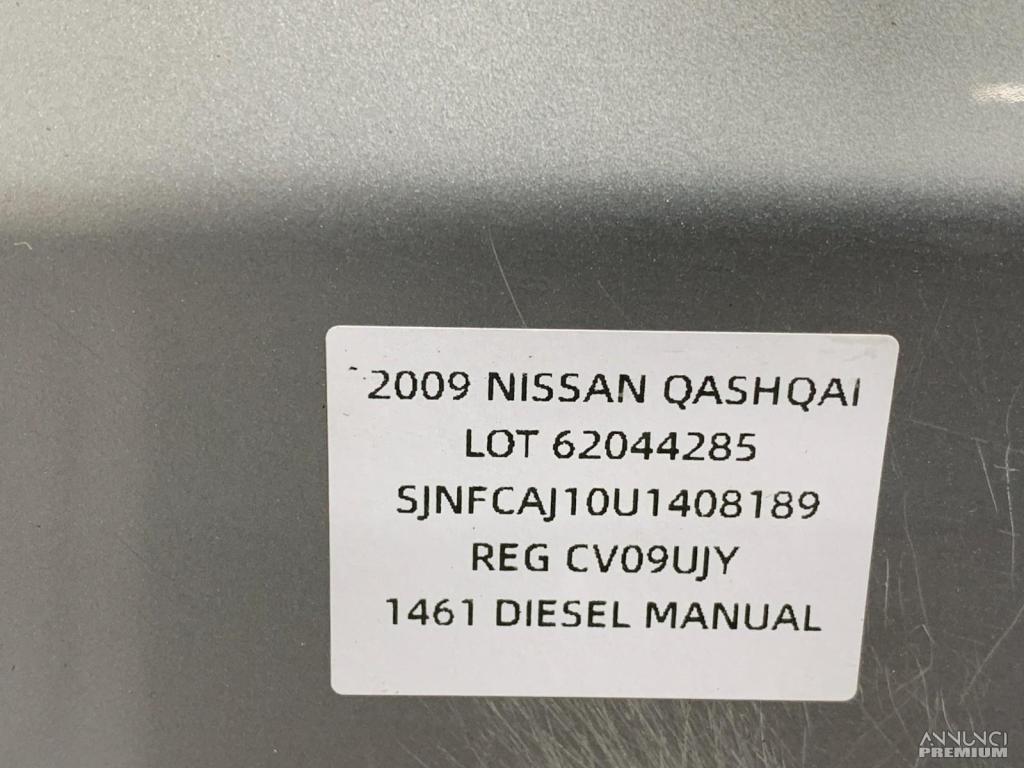 2009 NISSAN QASHQAI
LOT 62044285
SJNFCAJ10U1408189
REG CV09UJY
1461 DIESEL MANUAL
ANNUNCI
PREMIUM